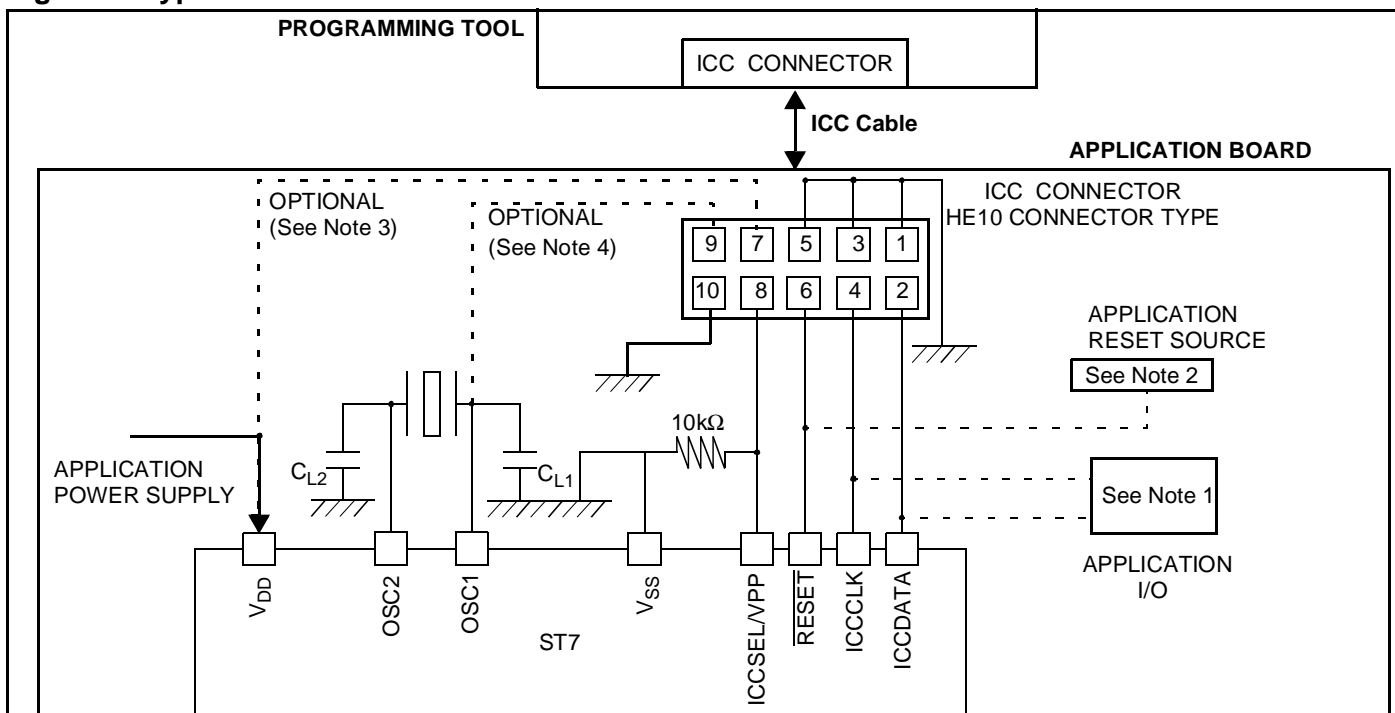 PROGRAMMING TOOL
ICC CONNECTOR
ICC Cable
APPLICATION BOARD
OPTIONAL
(See Note 3)
OPTIONAL
(See Note 4)
ICC CONNECTOR
HE10 CONNECTOR TYPE
9 7 5 3 1
10 8 6 4 2
APPLICATION
RESET SOURCE
See Note 2
10kΩ
APPLICATION
POWER SUPPLY
CL2
CL1
See Note 1
APPLICATION
I/O
VDD
OSC2
OSC1
VSS
ICCSEL/VPP
RESET
ICCCLK
ICCDATA
ST7